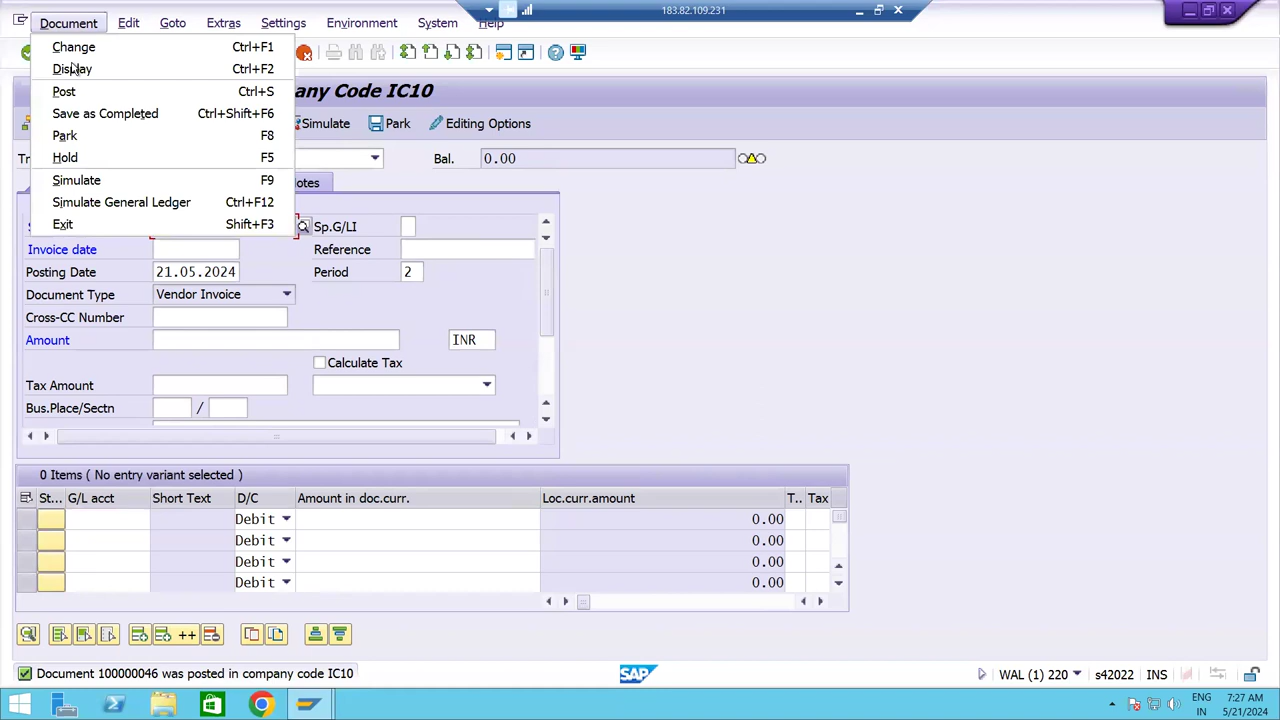 183.82.109.231
Document Edit Goto Extras Settings Environment System Help
Change Ctrl+F1
Display Ctrl+F2
Post Ctrl+S
Save as Completed Ctrl+Shift+F6
Park F8
Hold F5
Simulate F9
Simulate General Ledger Ctrl+F12
Exit Shift+F3
any Code IC10
Simulate Park Editing Options
Bal. 0.00
otes
Sp.G/LI
Invoice date Reference
Posting Date 21.05.2024 Period 2
Document Type Vendor Invoice
Cross-CC Number
Amount INR
Calculate Tax
Tax Amount
Bus.Place/Sectn /
0 Items ( No entry variant selected )
St... G/L acct Short Text D/C Amount in doc.curr. Loc.curr.amount T.. Tax
Debit 0.00
Debit 0.00
Debit 0.00
Debit 0.00
++
Document 100000046 was posted in company code IC10 SAP WAL (1) 220 s42022 INS
ENG 7:27 AM
IN 5/21/2024